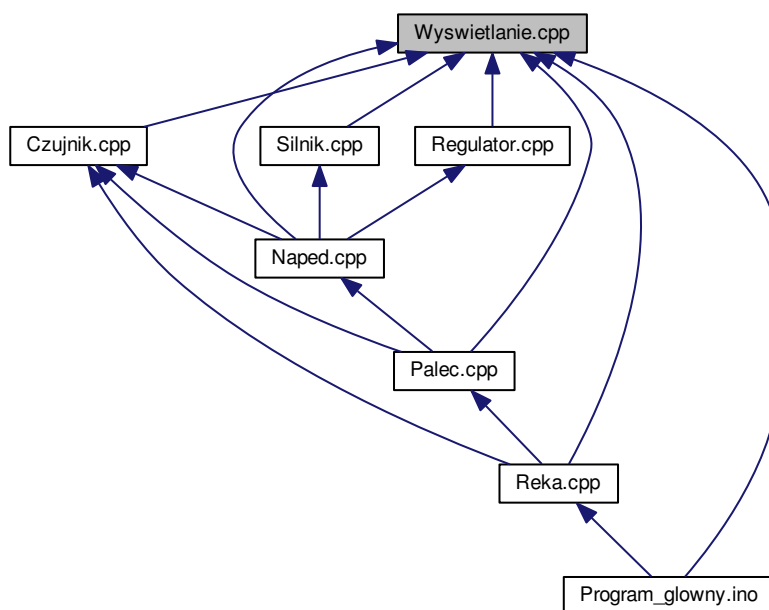 Wyswietlanie.cpp
Czujnik.cpp
Silnik.cpp
Regulator.cpp
Naped.cpp
Palec.cpp
Reka.cpp
Program_glowny.ino